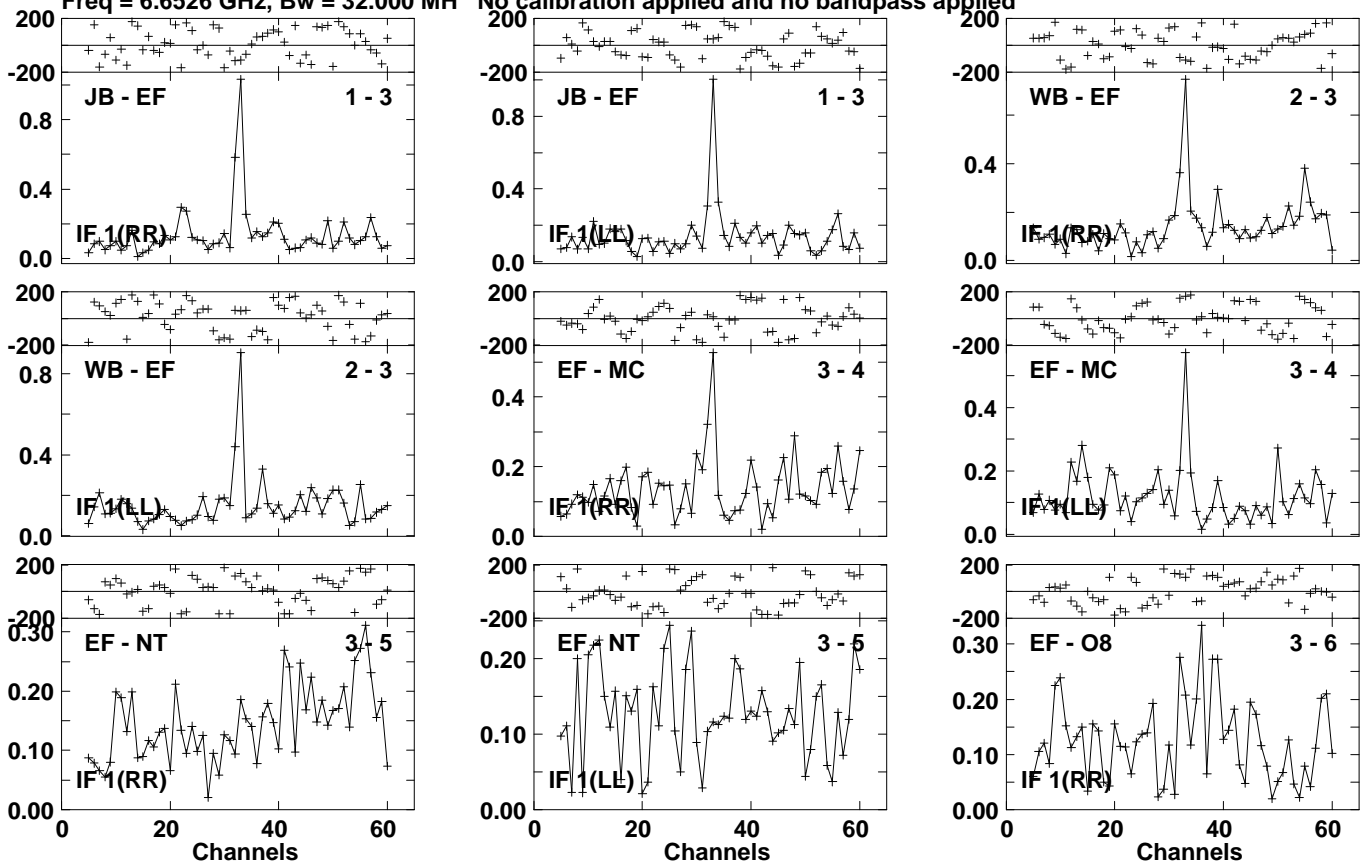 Freq = 6.6526 GHz, Bw = 32.000 MH No calibration applied and no bandpass applied
200
-200
JB - EF 1 - 3
0.8
0.4
0.0
IF 1(RR)
JB - EF 1 - 3
0.8
0.4
0.0
IF 1(LL)
200
-200
WB - EF 2 - 3
0.4
0.0
IF 1(RR)
200
-200
WB - EF 2 - 3
0.8
0.4
0.0
IF 1(LL)
EF - MC 3 - 4
0.4
0.2
0.0
IF 1(RR)
200
-200
EF - MC 3 - 4
0.4
0.2
0.0
IF 1(LL)
200
-200
EF - NT 3 - 5
0.30
0.20
0.10
0.00
IF 1(RR)
0 20 40 60
Channels
EF - NT 3 - 5
0.20
0.10
0.00
IF 1(LL)
0 20 40 60
Channels
200
-200
EF - O8 3 - 6
0.30
0.20
0.10
0.00
IF 1(RR)
0 20 40 60
Channels